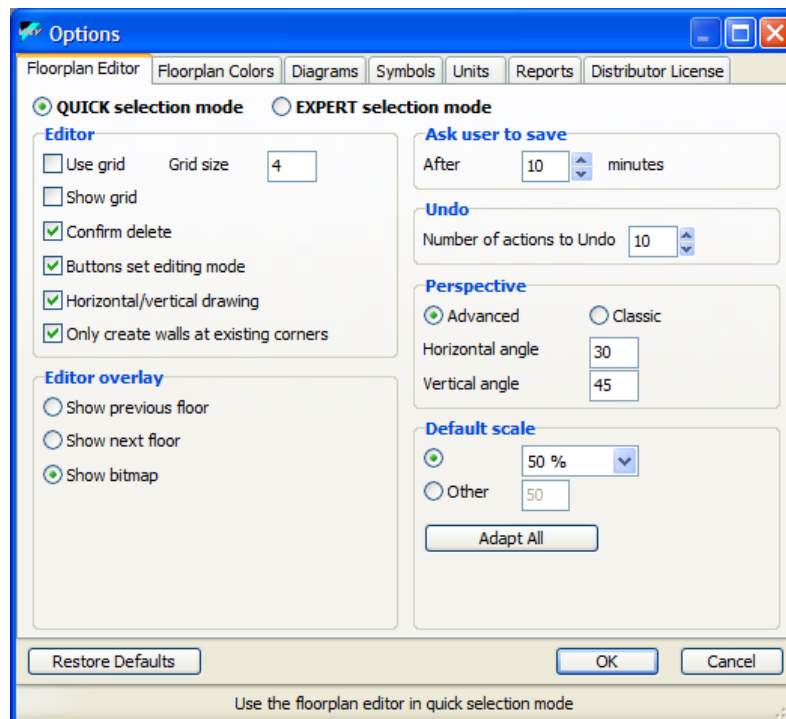 Options
Floorplan Editor Floorplan Colors Diagrams Symbols Units Reports Distributor License
QUICK selection mode EXPERT selection mode
Editor
Use grid Grid size 4
Show grid
Confirm delete
Buttons set editing mode
Horizontal/vertical drawing
Only create walls at existing corners
Editor overlay
Show previous floor
Show next floor
Show bitmap
Ask user to save
After 10 minutes
Undo
Number of actions to Undo 10
Perspective
Advanced Classic
Horizontal angle 30
Vertical angle 45
Default scale
50 %
Other 50
Adapt All
Restore Defaults OK Cancel
Use the floorplan editor in quick selection mode